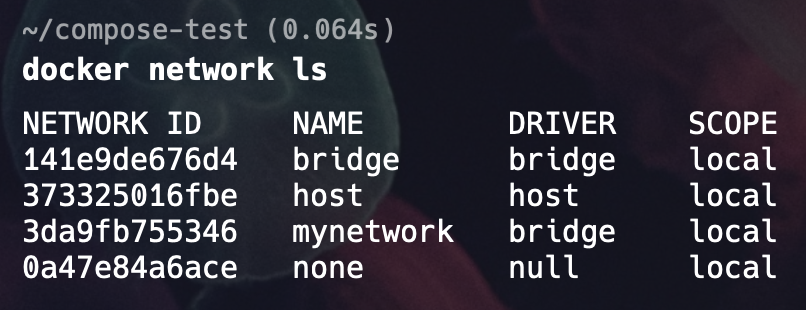 ~/compose-test (0.064s)
docker network ls
NETWORK ID   NAME        DRIVER    SCOPE
141e9de676d4   bridge      bridge    local
373325016fbe   host        host      local
3da9fb755346   mynetwork   bridge    local
0a47e84a6ace   none        null      local